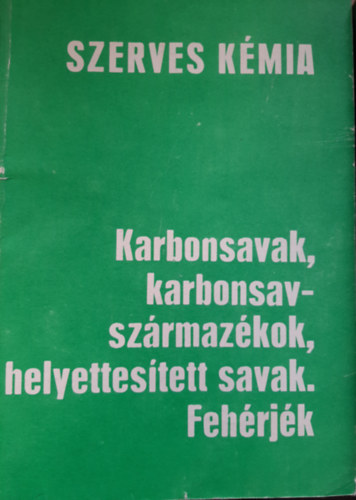 SZERVES KÉMIA
Karbonsavak,
karbonsav-
származékok,
helyettesített savak.
Fehérjék